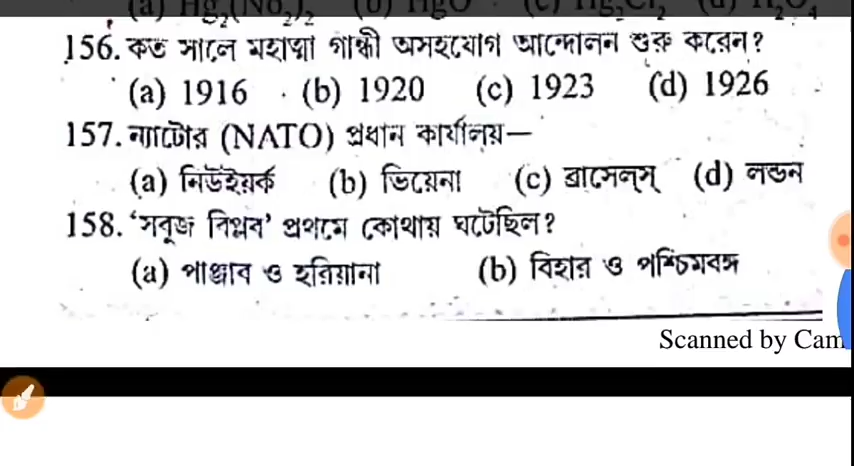 156. কত সালে মহাত্মা গান্ধী অসহযোগ আন্দোলন শুরু করেন?
(a) 1916 (b) 1920 (c) 1923 (d) 1926
157. ন্যাটোর (NATO) প্রধান কার্যালয়—
(a) নিউইয়র্ক (b) ভিয়েনা (c) ব্রাসেলস্ (d) লন্ডন
158. ‘সবুজ বিপ্লব’ প্রথমে কোথায় ঘটেছিল?
(a) পাঞ্জাব ও হরিয়ানা (b) বিহার ও পশ্চিমবঙ্গ
Scanned by Cam